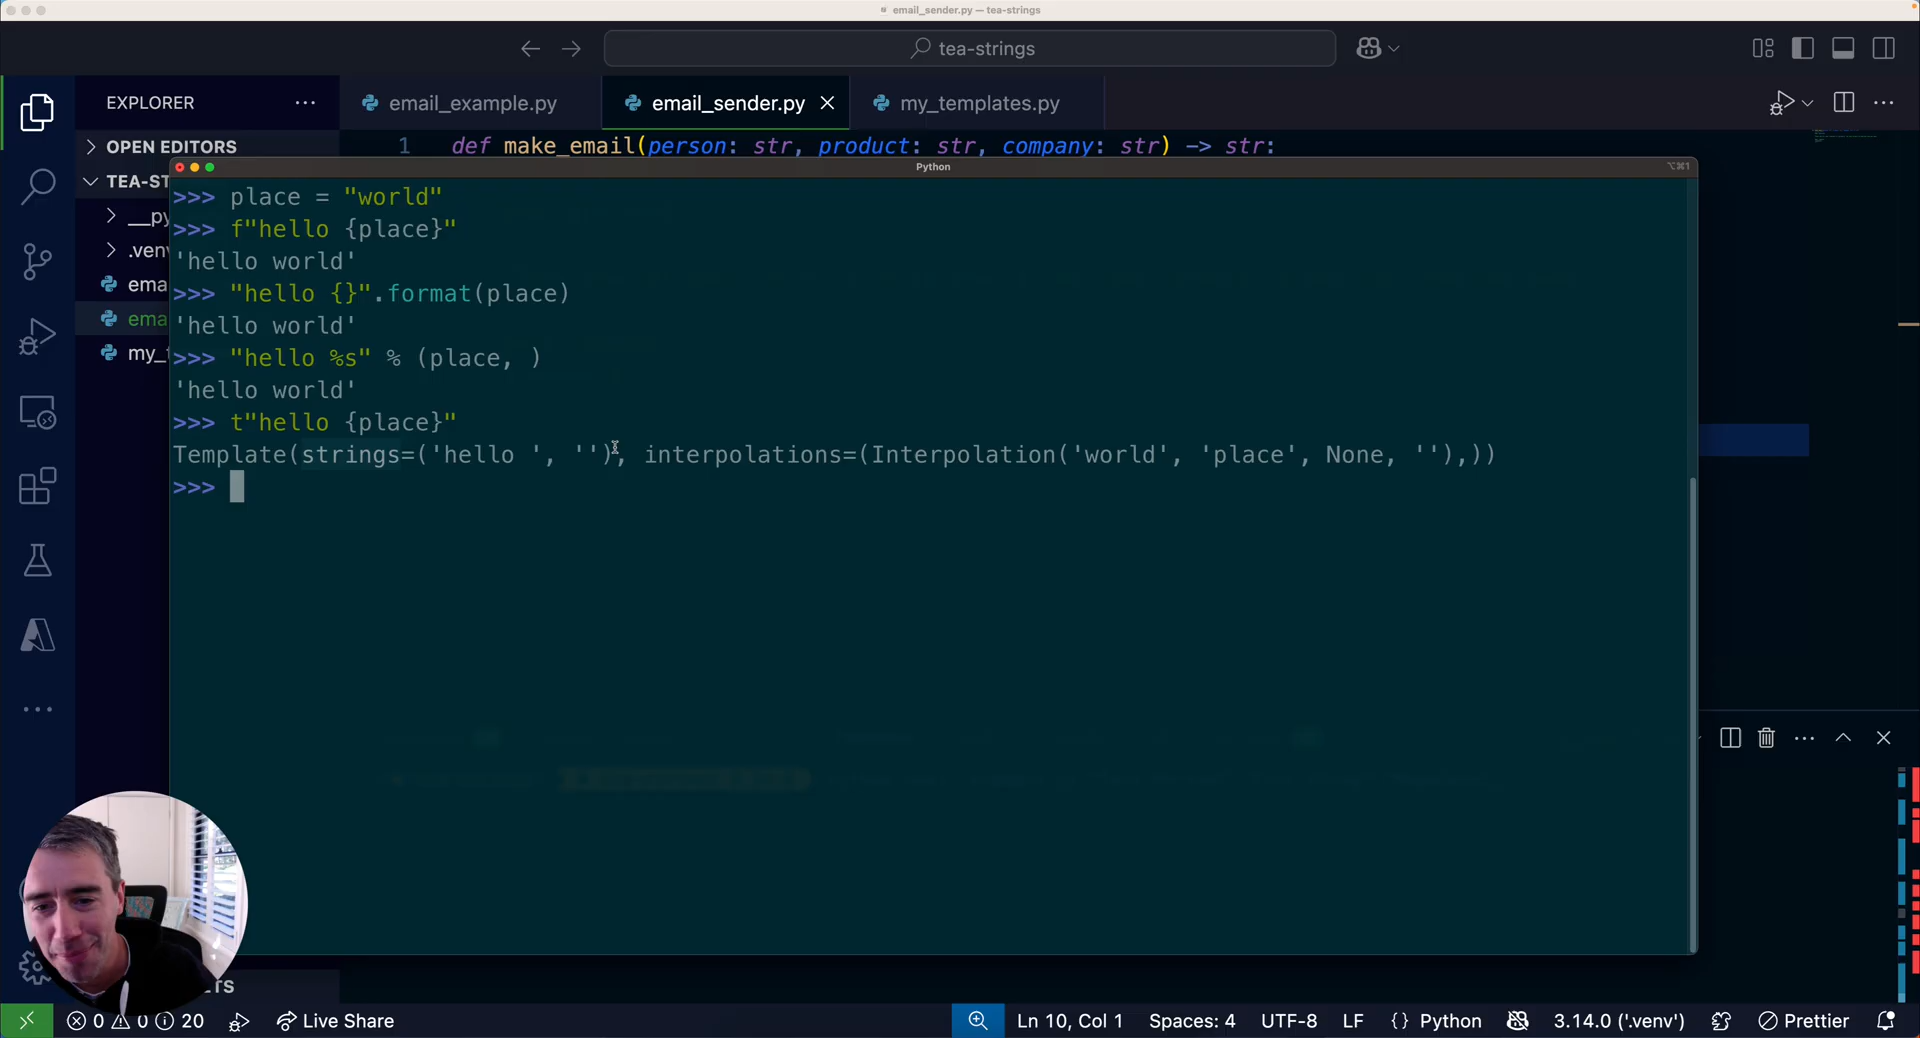 email_sender.py — tea-strings
tea-strings
EXPLORER
email_example.py
email_sender.py
my_templates.py
OPEN EDITORS
1 def make_email(person: str, product: str, company: str) -> str:
TEA-ST
Python
⌥⌘1
>>> place = "world"
__py
>>> f"hello {place}"
.venv
'hello world'
ema
>>> "hello {}".format(place)
ema
'hello world'
my_t
>>> "hello %s" % (place, )
'hello world'
>>> t"hello {place}"
Template(strings=('hello ', ''), interpolations=(Interpolation('world', 'place', None, ''),))
>>>
TS
0 0 20 Live Share Ln 10, Col 1 Spaces: 4 UTF-8 LF {} Python 3.14.0 ('.venv') Prettier